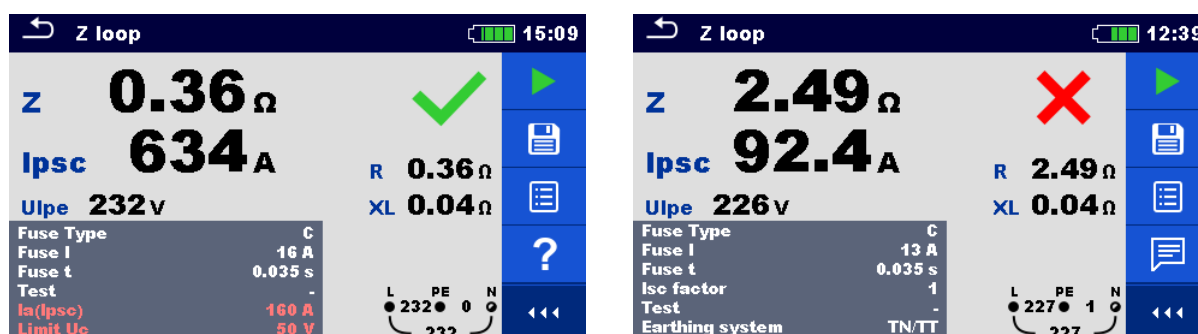 Z loop 15:09
Z 0.36 Ω
Ipsc 634 A
R 0.36 Ω
Ulpe 232 V
XL 0.04 Ω
Fuse Type C
Fuse I 16 A
Fuse t 0.035 s
Test -
Ia(Ipsc) 160 A
Limit Uc 50 V
?
L PE N
232 0
232
Z loop 12:39
Z 2.49 Ω
Ipsc 92.4 A
R 2.49 Ω
Ulpe 226 V
XL 0.04 Ω
Fuse Type C
Fuse I 13 A
Fuse t 0.035 s
Isc factor 1
Test -
Earthing system TN/TT
L PE N
227 1
227